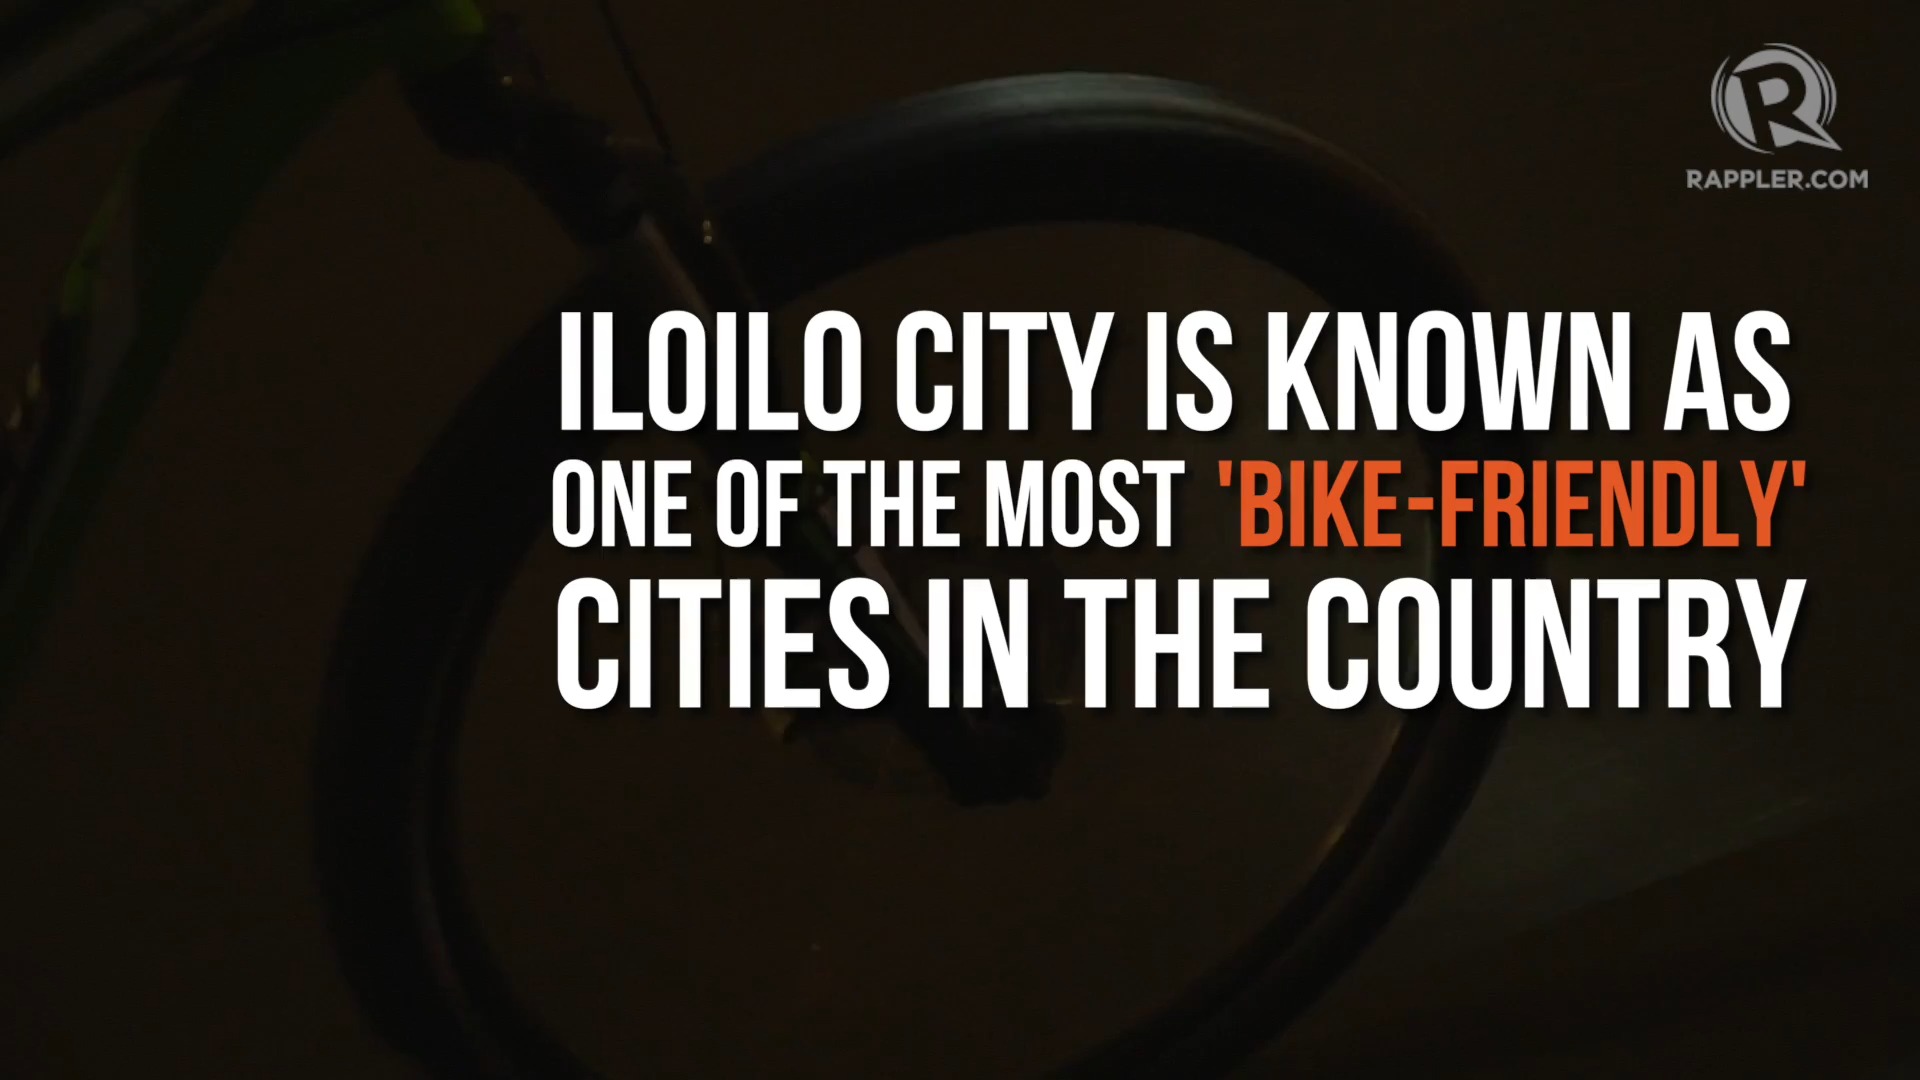 RAPPLER.COM
ILOILO CITY IS KNOWN AS
ONE OF THE MOST 'BIKE-FRIENDLY'
CITIES IN THE COUNTRY